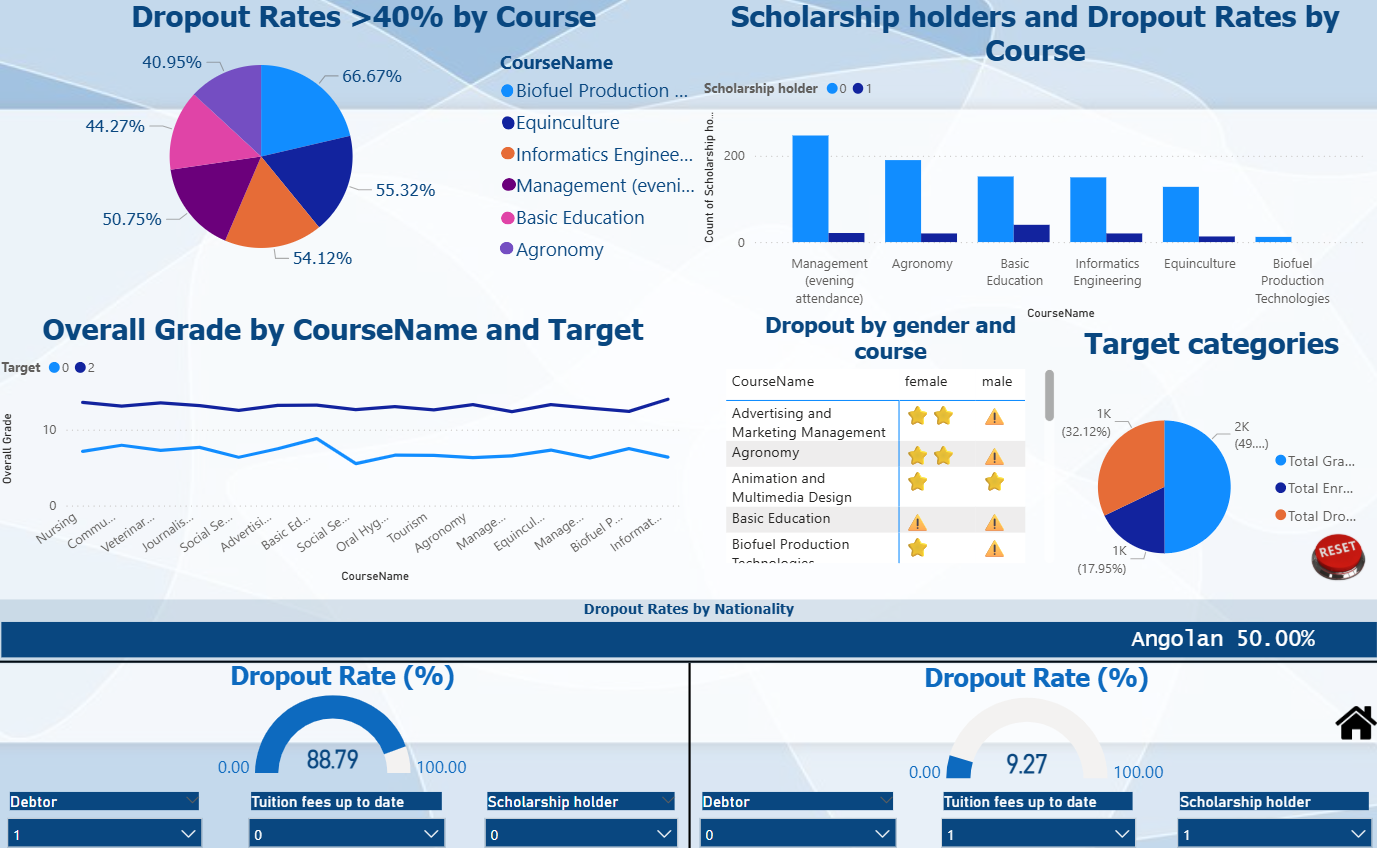 Dropout Rates >40% by Course
40.95%
66.67%
44.27%
55.32%
50.75%
54.12%
CourseName
Biofuel Production ...
Equinculture
Informatics Enginee...
Management (eveni...
Basic Education
Agronomy
Scholarship holders and Dropout Rates by
Course
Scholarship holder 0 1
Count of Scholarship ho...
200
0
Management
(evening
attendance)
Agronomy
Basic
Education
Informatics
Engineering
Equinculture
Biofuel
Production
Technologies
CourseName
Overall Grade by CourseName and Target
Target 0 2
Overall Grade
10
0
Nursing
Commu...
Veterinar...
Journalis...
Social Se...
Advertisi...
Basic Ed...
Social Se...
Oral Hyg...
Tourism
Agronomy
Manage...
Equincul...
Manage...
Biofuel P...
Informat...
CourseName
Dropout by gender and
course
CourseName female male
Advertising and
Marketing Management
Agronomy
Animation and
Multimedia Design
Basic Education
Biofuel Production
Technologies
Target categories
1K
(32.12%)
2K
(49....)
1K
(17.95%)
Total Gra...
Total Enr...
Total Dro...
RESET
Dropout Rates by Nationality
Angolan 50.00%
Dropout Rate (%)
0.00
88.79
100.00
Debtor
Tuition fees up to date
Scholarship holder
1
0
0
Dropout Rate (%)
0.00
9.27
100.00
Debtor
Tuition fees up to date
Scholarship holder
0
1
1